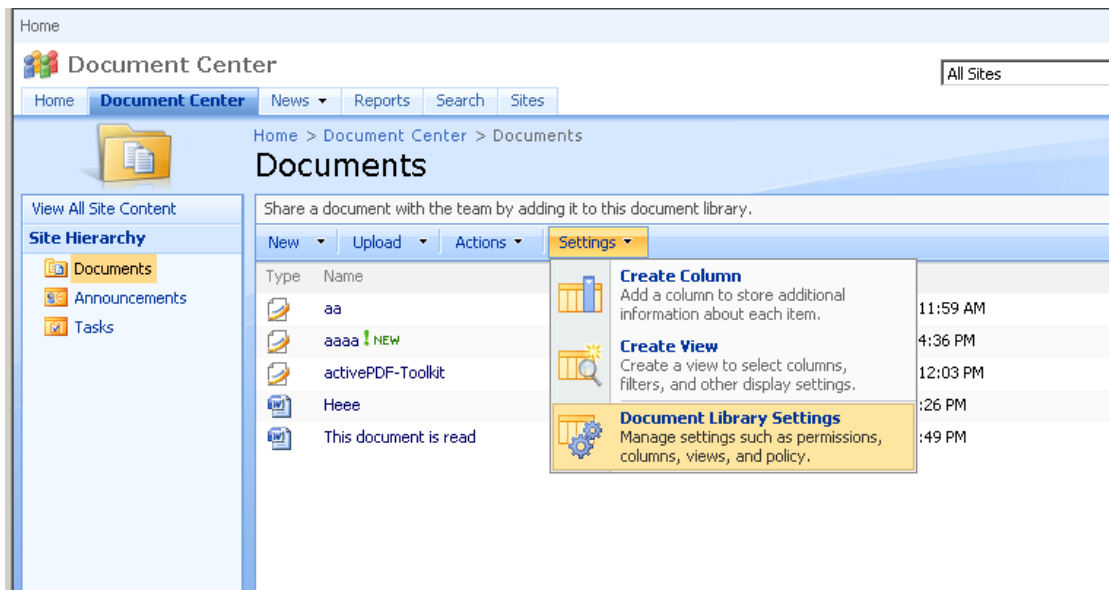 Home
Document Center
All Sites
Home Document Center News Reports Search Sites
Home > Document Center > Documents
Documents
View All Site Content
Share a document with the team by adding it to this document library.
Site Hierarchy
New Upload Actions Settings
Documents
Announcements
Tasks
Type Name
aa 11:59 AM
aaaa ! NEW 4:36 PM
activePDF-Toolkit 12:03 PM
Heee :26 PM
This document is read :49 PM
Create Column
Add a column to store additional
information about each item.
Create View
Create a view to select columns,
filters, and other display settings.
Document Library Settings
Manage settings such as permissions,
columns, views, and policy.